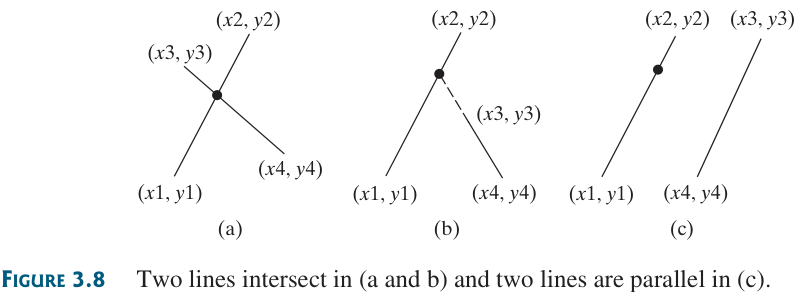 (x2, y2) (x2, y2) (x2, y2) (x3, y3)
(x3, y3)
(x3, y3)
(x4, y4)
(x1, y1) (x1, y1) (x4, y4) (x1, y1) (x4, y4)
(a) (b) (c)
FIGURE 3.8 Two lines intersect in (a and b) and two lines are parallel in (c).